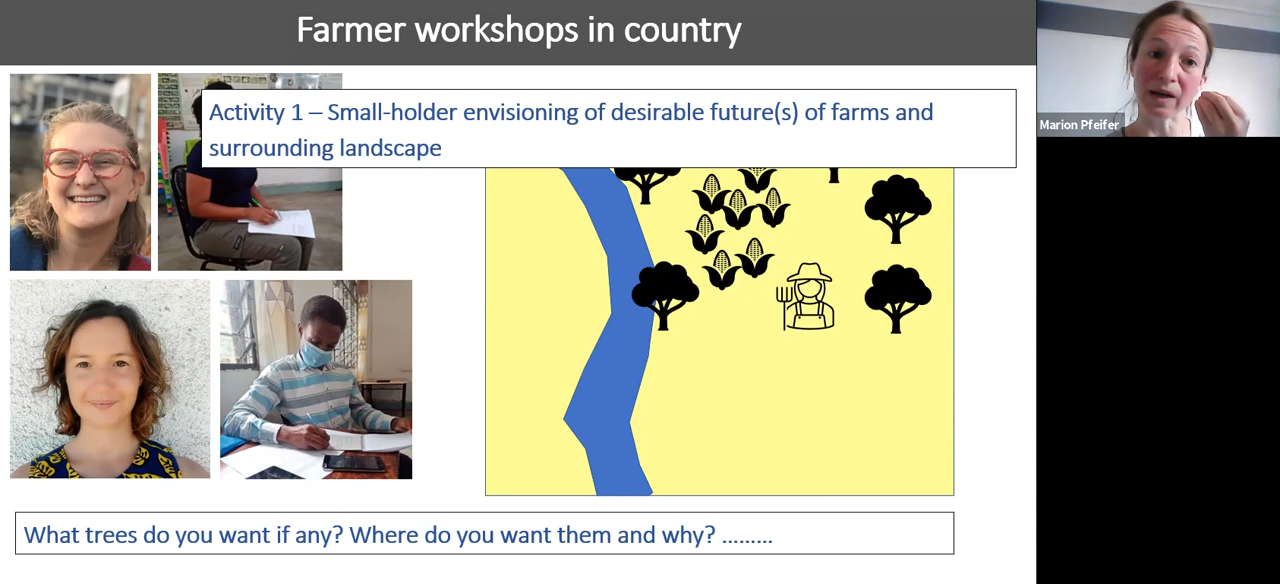 Farmer workshops in country
Activity 1 – Small-holder envisioning of desirable future(s) of farms and
surrounding landscape
What trees do you want if any? Where do you want them and why? .........
Marion Pfeifer